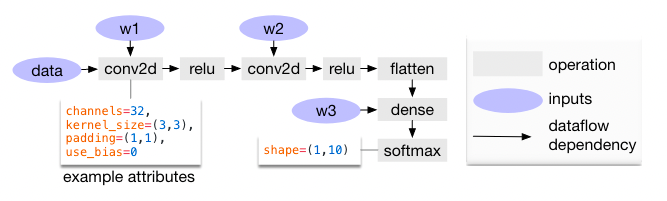 w1
w2
data
conv2d
relu
conv2d
relu
flatten
w3
dense
softmax
channels=32,
kernel_size=(3,3),
padding=(1,1),
use_bias=0
example attributes
shape=(1,10)
operation
inputs
dataflow
dependency